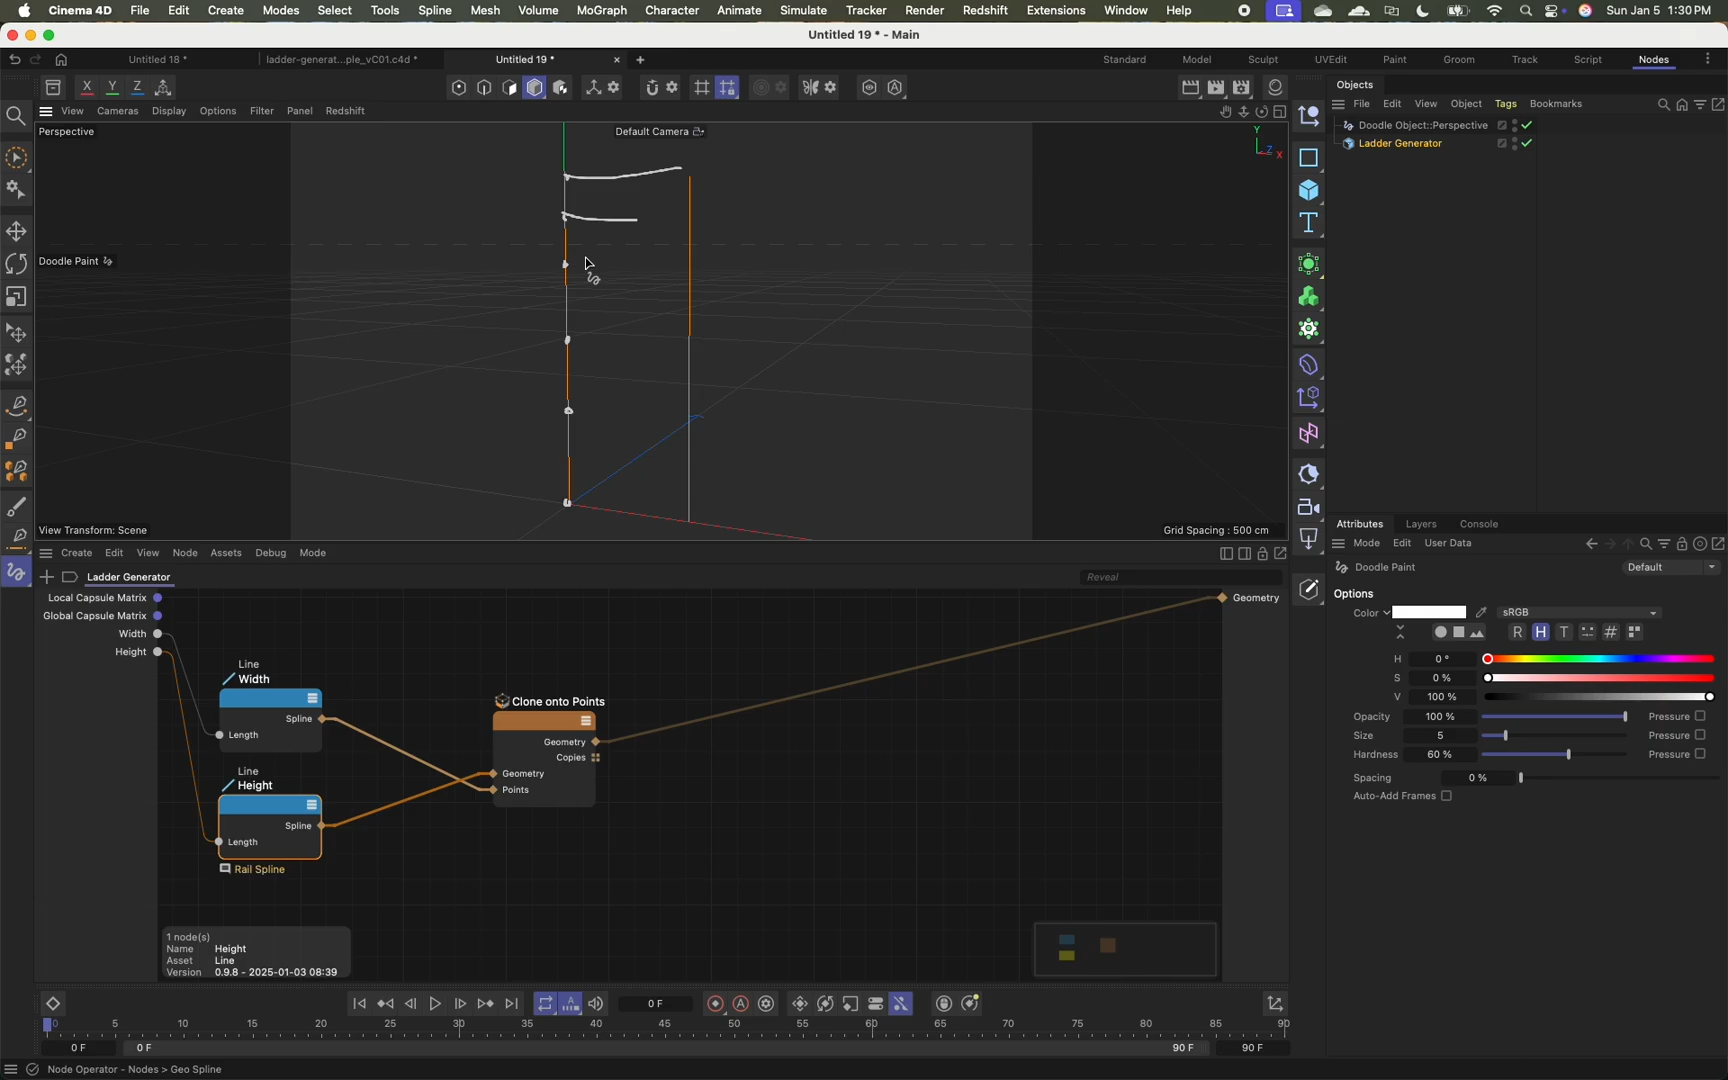 Cinema 4D File Edit Create Modes Select Tools Spline Mesh Volume MoGraph Character Animate Simulate Tracker Render Redshift Extensions Window Help Sun Jan 5 1:30 PM
Untitled 19 * - Main
Untitled 18 * ladder-generat...ple_vC01.c4d * Untitled 19 * Standard Model Sculpt UVEdit Paint Groom Track Script Nodes
X Y Z
Objects
View Cameras Display Options Filter Panel Redshift
File Edit View Object Tags Bookmarks
Perspective
Default Camera
Y
Z
X
Doodle Object::Perspective
Ladder Generator
T
Doodle Paint
View Transform: Scene
Grid Spacing : 500 cm
Create Edit View Node Assets Debug Mode
Ladder Generator
Reveal
Local Capsule Matrix
Global Capsule Matrix
Width
Height
Geometry
Line
Width
Spline
Length
Line
Height
Spline
Length
Rail Spline
Clone onto Points
Geometry
Copies
Geometry
Points
1 node(s)
Name Height
Asset Line
Version 0.9.8 - 2025-01-03 08:39
Attributes Layers Console
Mode Edit User Data
Doodle Paint
Default
Options
Color
sRGB
R H T #
H 0 °
S 0 %
V 100 %
Opacity 100 % Pressure
Size 5 Pressure
Hardness 60 % Pressure
Spacing 0 %
Auto-Add Frames
A
0 F
A
0 5 10 15 20 25 30 35 40 45 50 55 60 65 70 75 80 85 90
0 F 0 F 90 F 90 F
Node Operator - Nodes > Geo Spline